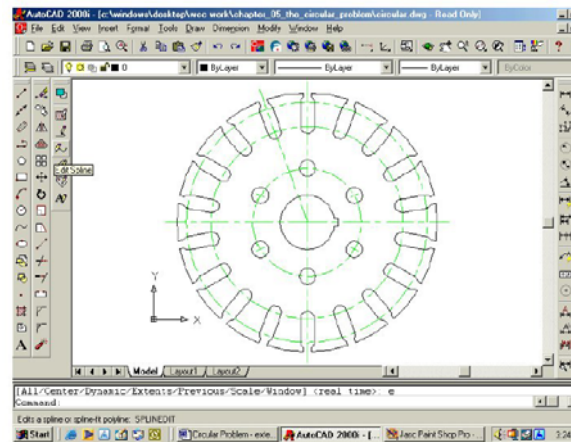 AutoCAD 2000i - [c:\windows\desktop\wcc work\chapter_05_the_circular_problem\circular.dwg - Read Only]
File Edit View Insert Format Tools Draw Dimension Modify Window Help
0 ByLayer ByLayer ByLayer ByColor
Edit Spline
A
Y
X
Model Layout1 Layout2
[All/Center/Dynamic/Extents/Previous/Scale/Window] <real time>: e
Command:
Edits a spline or spline-fit polyline: SPLINEDIT
Start Circular Problem - exte... AutoCAD 2000i - [... Jasc Paint Shop Pro -